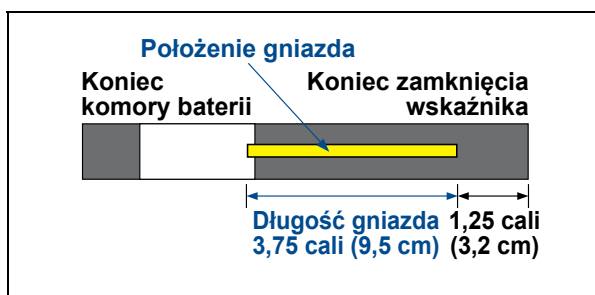 Położenie gniazda
Koniec
komory baterii
Koniec zamknięcia
wskaźnika
Długość gniazda
3,75 cali (9,5 cm)
1,25 cali
(3,2 cm)